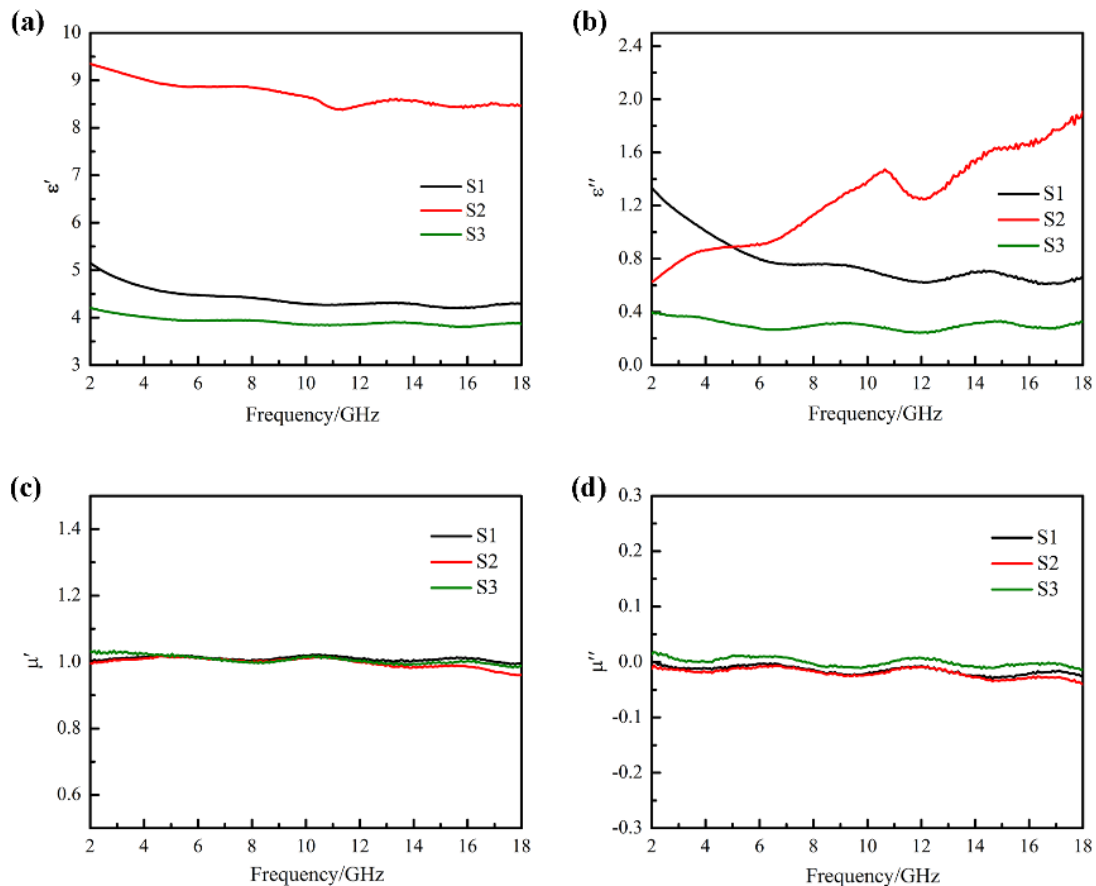 (a)
10
9
8
7
6
5
4
3
ε′
S1
S2
S3
2 4 6 8 10 12 14 16 18
Frequency/GHz
(b)
2.4
2.0
1.6
1.2
0.8
0.4
0.0
ε″
S1
S2
S3
2 4 6 8 10 12 14 16 18
Frequency/GHz
(c)
1.4
1.2
1.0
0.8
0.6
μ′
S1
S2
S3
2 4 6 8 10 12 14 16 18
Frequency/GHz
(d)
0.3
0.2
0.1
0.0
-0.1
-0.2
-0.3
μ″
S1
S2
S3
2 4 6 8 10 12 14 16 18
Frequency/GHz